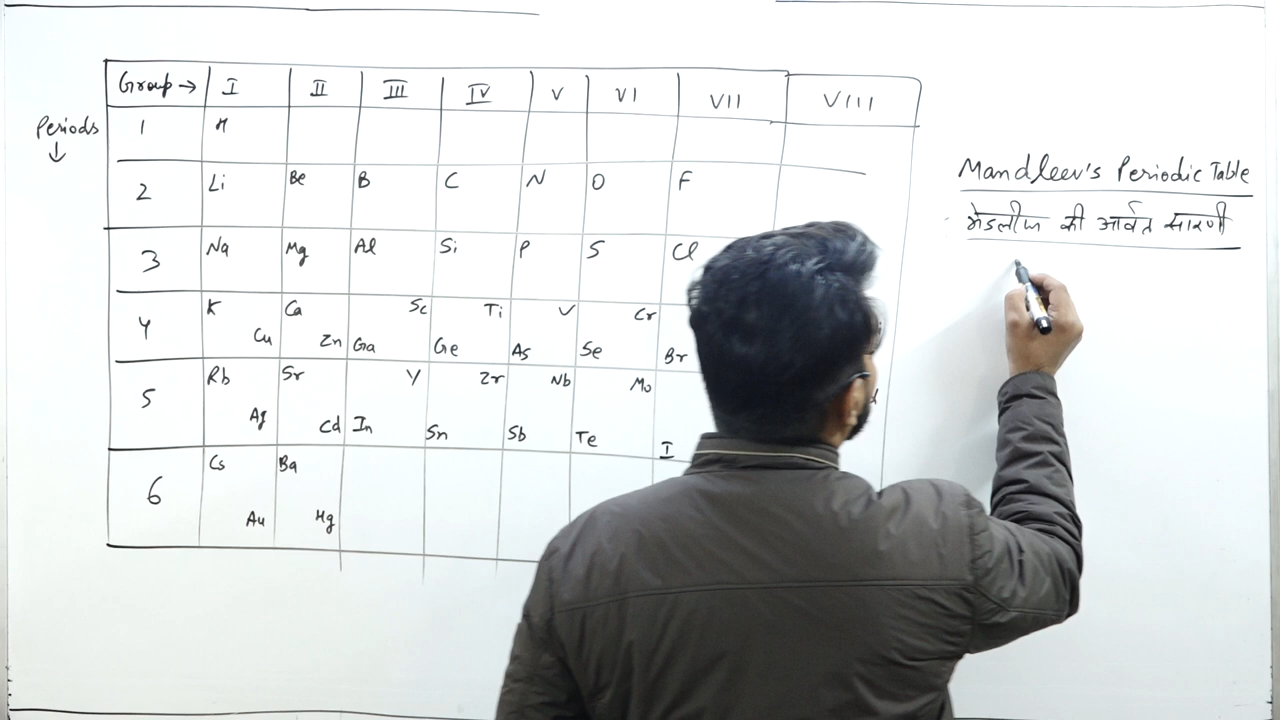 Group → I II III IV V VI VII VIII
Periods ↓
1 H
2 Li Be B C N O F
3 Na Mg Al Si P S Cl
4 K Ca Sc Ti V Cr
Cu Zn Ga Ge As Se Br
5 Rb Sr Y Zr Nb Mo
Ag Cd In Sn Sb Te I
6 Cs Ba
Au Hg
Mandleev's Periodic Table
की आर्वत सारणी